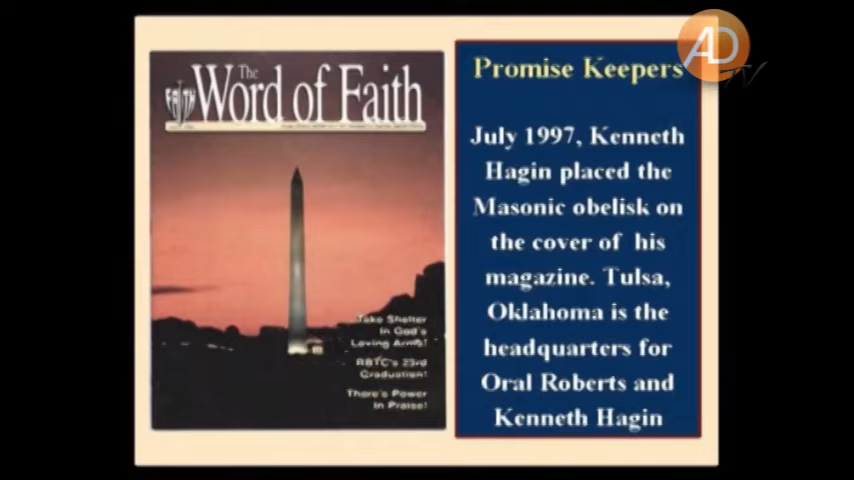 The
FAITH
Word of Faith
Take Shelter
In God's
Loving Arms!
RBTC's 23rd
Graduation!
There's Power
In Praise!
AD
TV
Promise Keepers
July 1997, Kenneth
Hagin placed the
Masonic obelisk on
the cover of his
magazine. Tulsa,
Oklahoma is the
headquarters for
Oral Roberts and
Kenneth Hagin